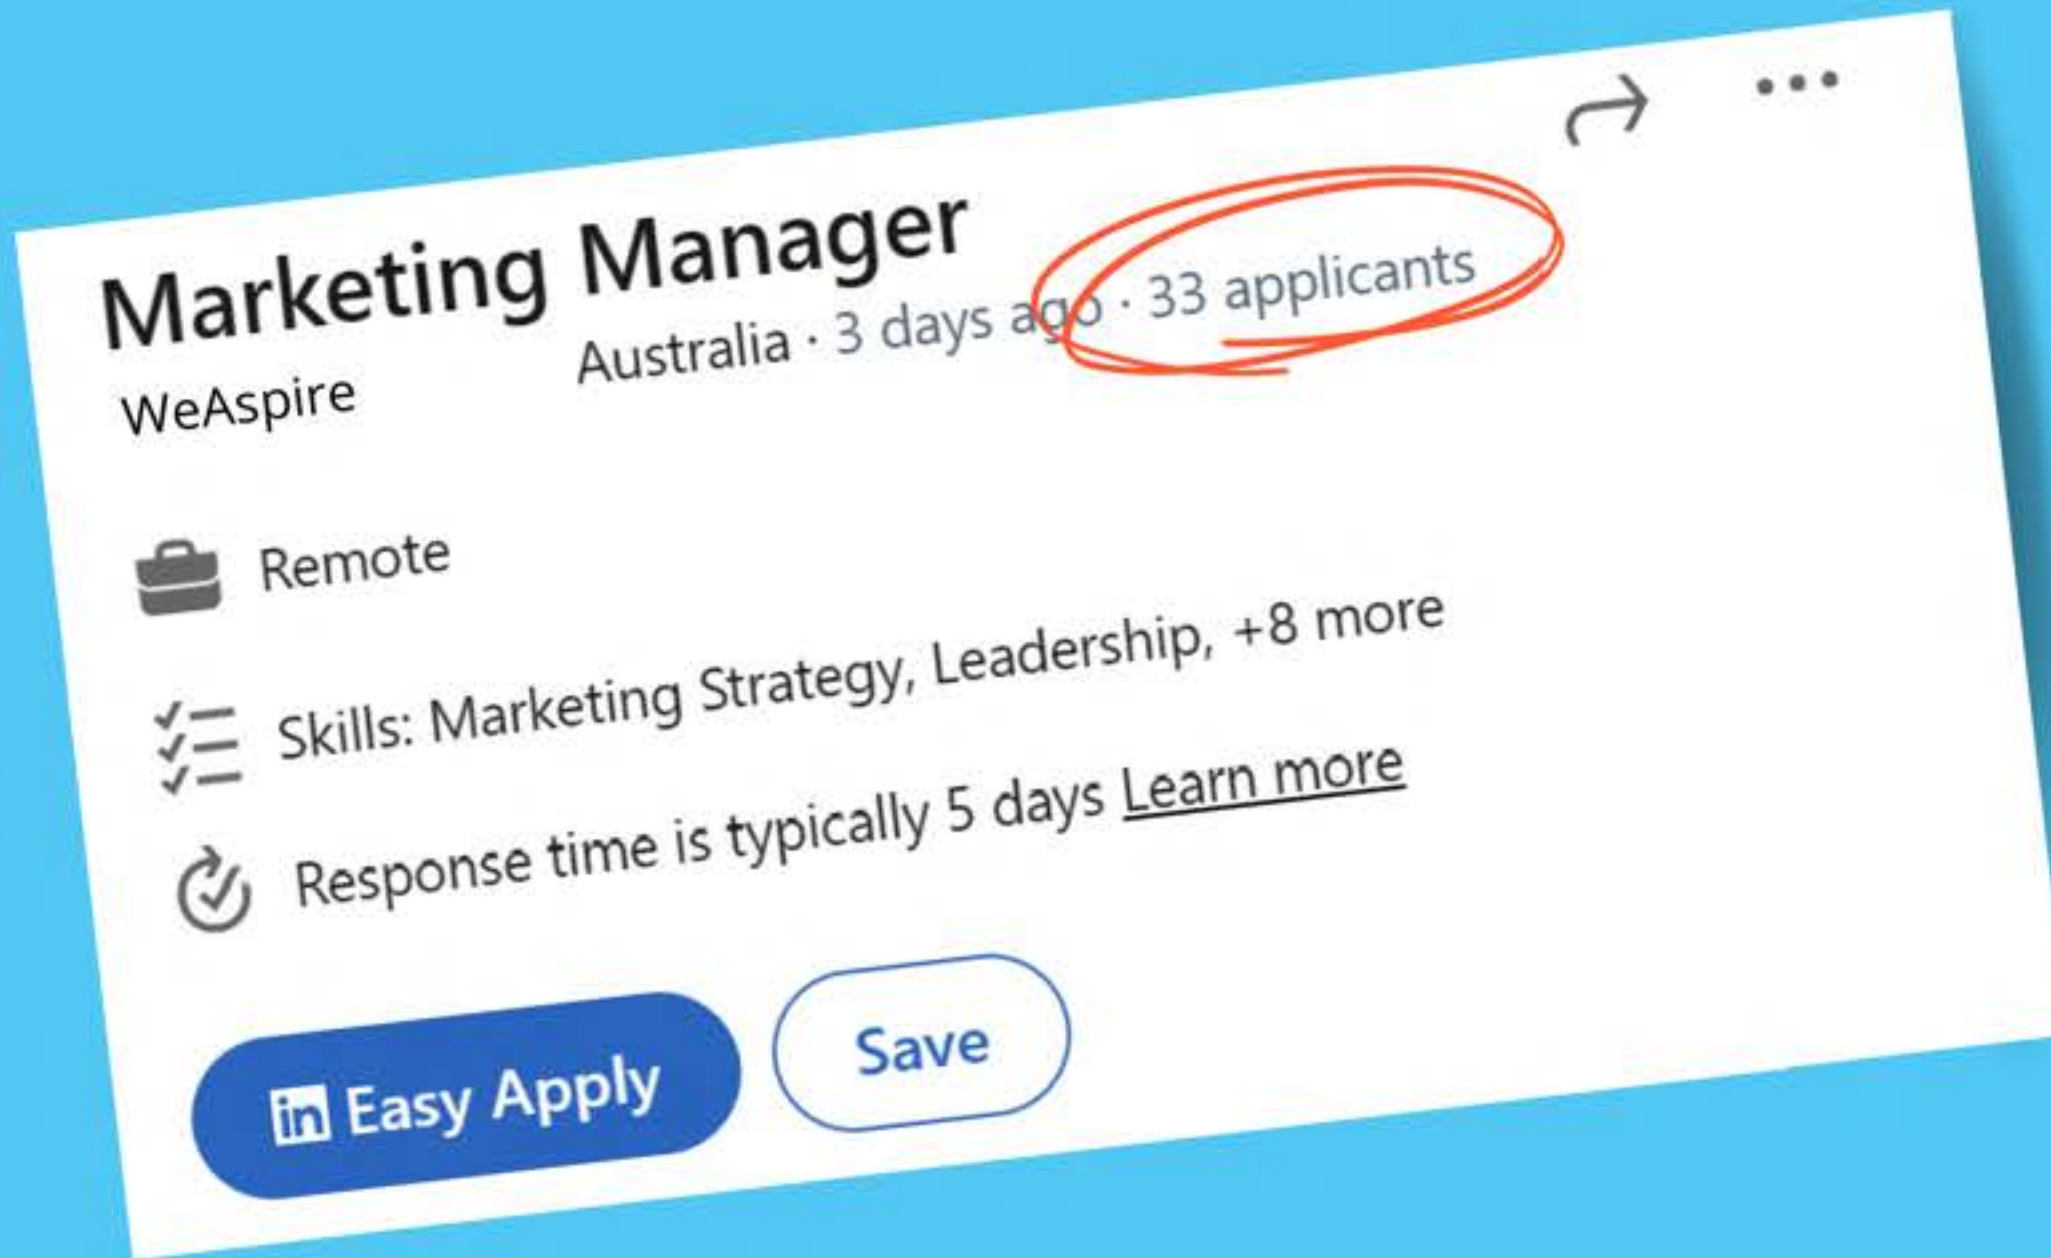 Marketing Manager
WeAspire Australia · 3 days ago · 33 applicants
Remote
Skills: Marketing Strategy, Leadership, +8 more
Response time is typically 5 days Learn more
in Easy Apply
Save